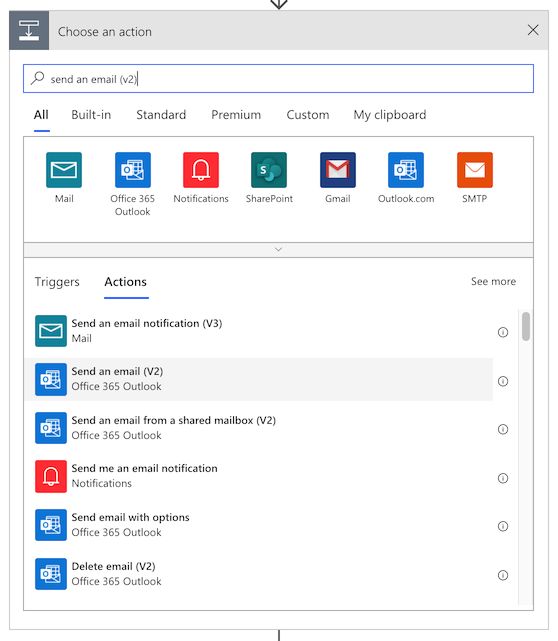 Choose an action
send an email (v2)
All Built-in Standard Premium Custom My clipboard
Mail Office 365 Outlook Notifications SharePoint Gmail Outlook.com SMTP
Triggers Actions See more
Send an email notification (V3)
Mail
Send an email (V2)
Office 365 Outlook
Send an email from a shared mailbox (V2)
Office 365 Outlook
Send me an email notification
Notifications
Send email with options
Office 365 Outlook
Delete email (V2)
Office 365 Outlook